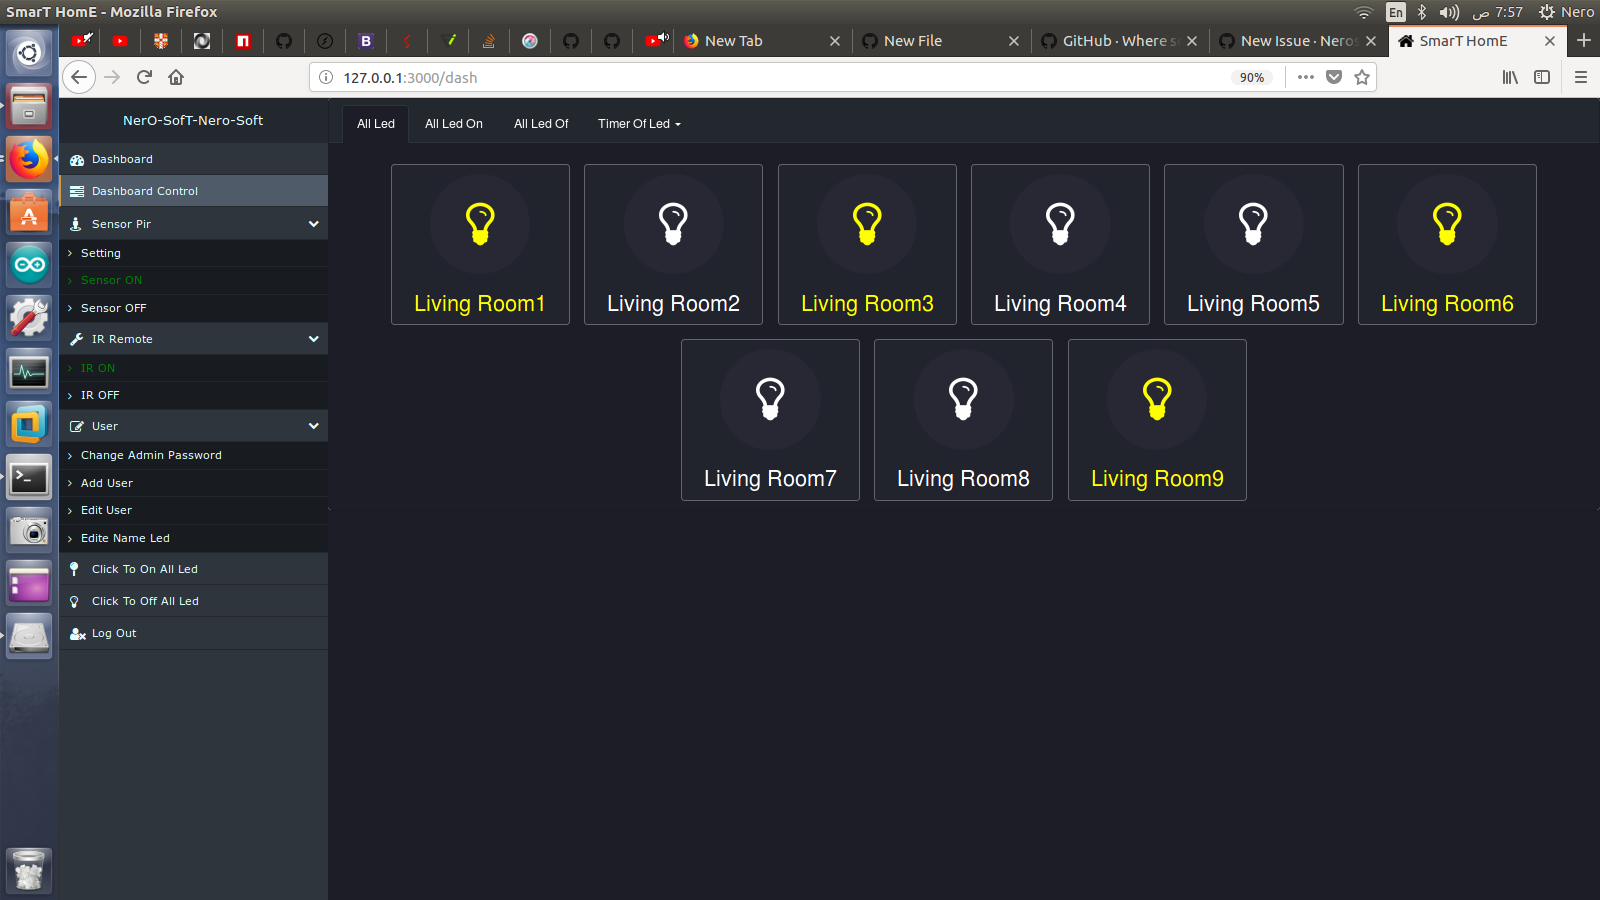 SmarT HomE - Mozilla Firefox
En
ص 7:57
Nero
New Tab
New File
GitHub · Where s
New Issue · Neros
SmarT HomE
127.0.0.1:3000/dash
90%
NerO-SofT-Nero-Soft
Dashboard
Dashboard Control
Sensor Pir
Setting
Sensor ON
Sensor OFF
IR Remote
IR ON
IR OFF
User
Change Admin Password
Add User
Edit User
Edite Name Led
Click To On All Led
Click To Off All Led
Log Out
All Led
All Led On
All Led Of
Timer Of Led
Living Room1
Living Room2
Living Room3
Living Room4
Living Room5
Living Room6
Living Room7
Living Room8
Living Room9